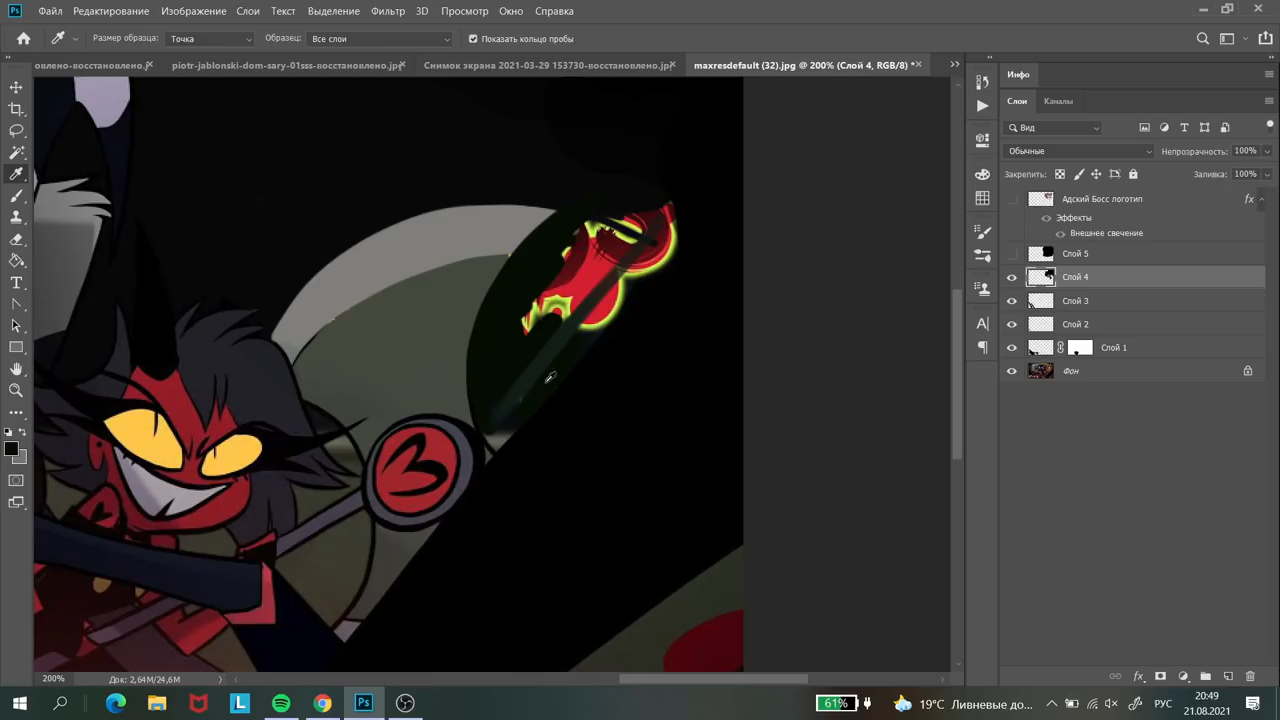 Ps Файл Редактирование Изображение Слои Текст Выделение Фильтр 3D Просмотр Окно Справка
Размер образца: Точка Образец: Все слои Показать кольцо пробы
овлено-восстановлено.j piotr-jablonski-dom-sary-01sss-восстановлено.jpg Снимок экрана 2021-03-29 153730-восстановлено.jp maxresdefault (32).jpg @ 200% (Слой 4, RGB/8) *
Инфо
Слои Каналы
Вид
Обычные Непрозрачность: 100%
Закрепить: Заливка: 100%
Адский Босс логотип fx
Эффекты
Внешнее свечение
Слой 5
Слой 4
Слой 3
Слой 2
Слой 1
Фон
200% Док: 2,64M/24,6M
fx
L Ps 61% 19°C Ливневые до... РУС 20:49
21.08.2021